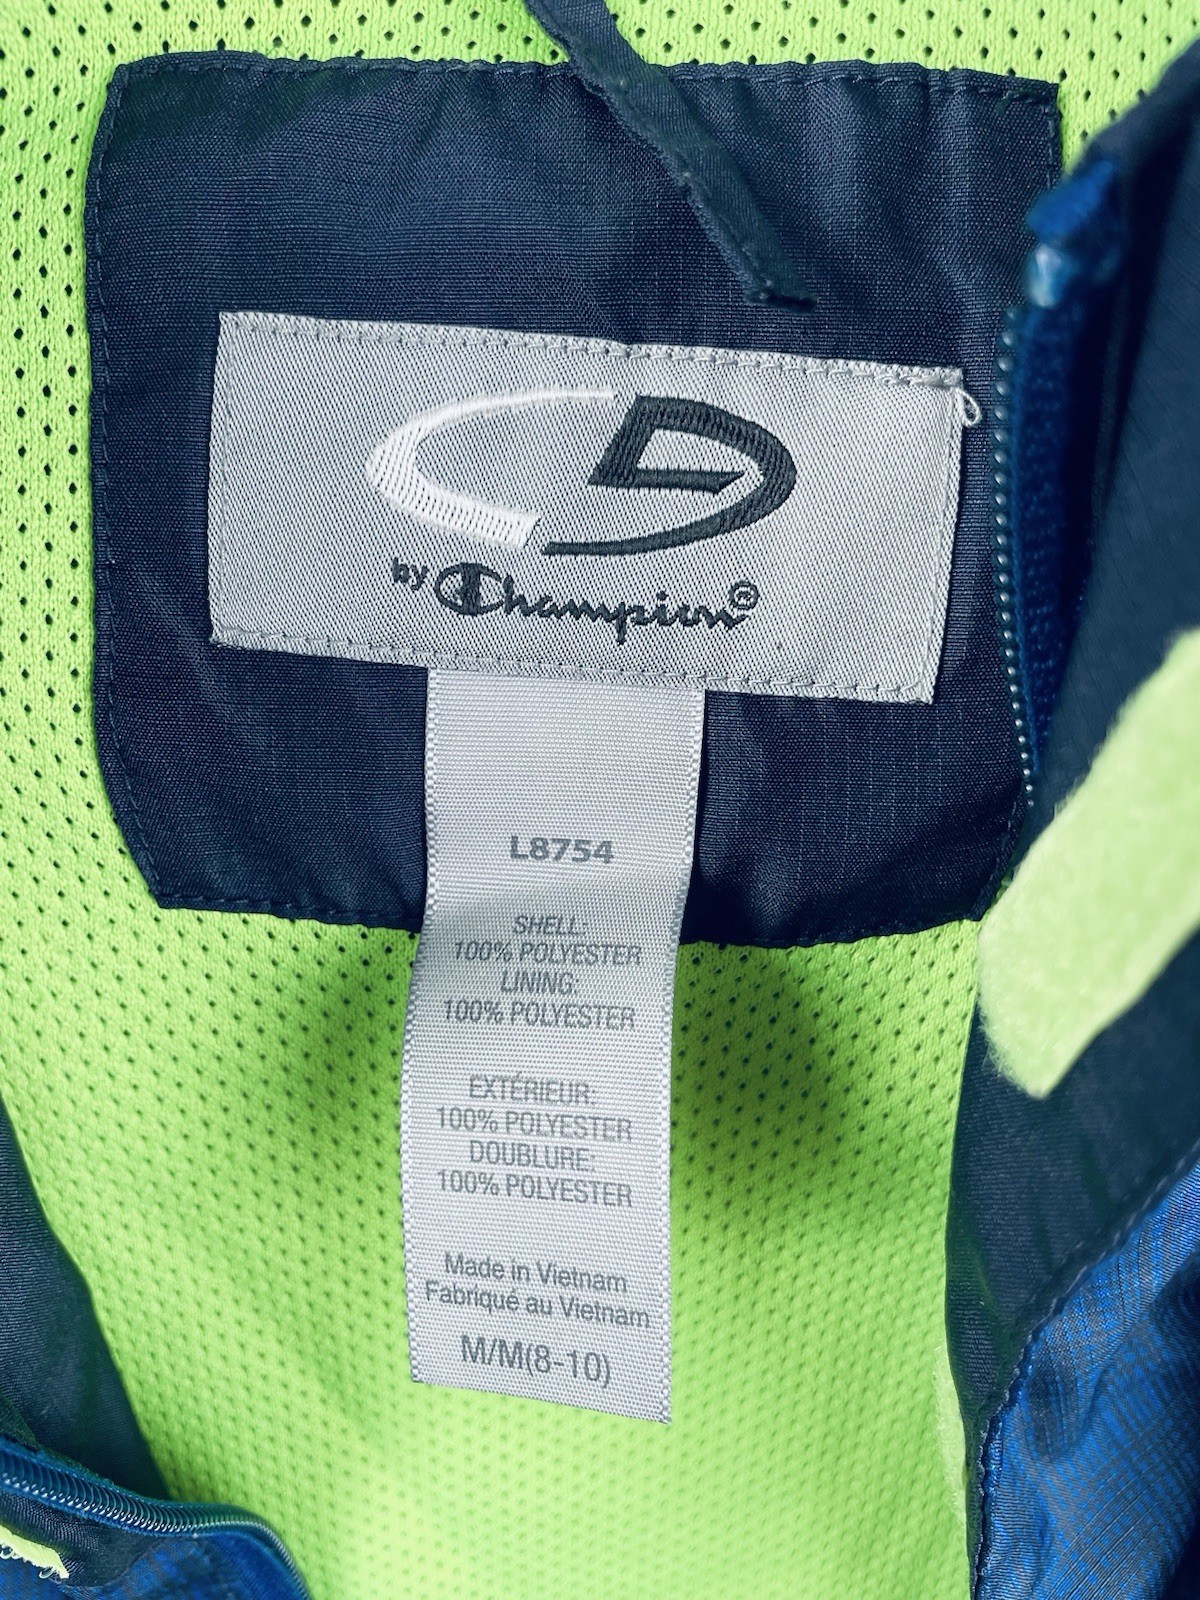 C9
by Champion®
L8754
SHELL:
100% POLYESTER
LINING:
100% POLYESTER
EXTÉRIEUR:
100% POLYESTER
DOUBLURE:
100% POLYESTER
Made in Vietnam
Fabriqué au Vietnam
M/M(8-10)